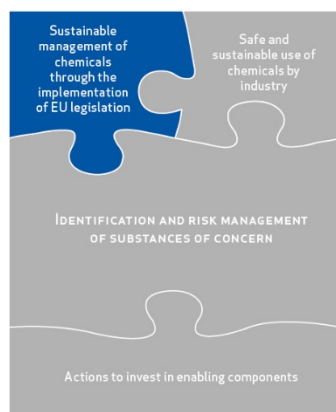 Sustainable
management of
chemicals
through the
implementation
of EU legislation
Safe and
sustainable use of
chemicals by
industry
IDENTIFICATION AND RISK MANAGEMENT
OF SUBSTANCES OF CONCERN
Actions to invest in enabling components